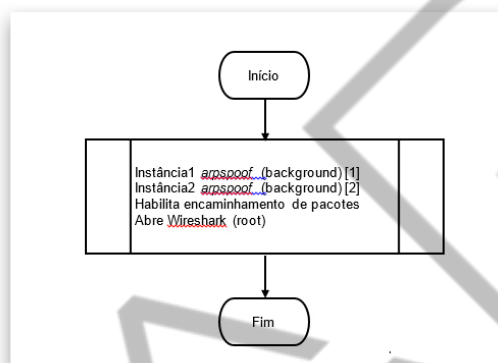 Início
Instância1 arpspoof (background)[1]
Instância2 arpspoof (background)[2]
Habilita encaminhamento de pacotes
Abre Wireshark (root)
Fim